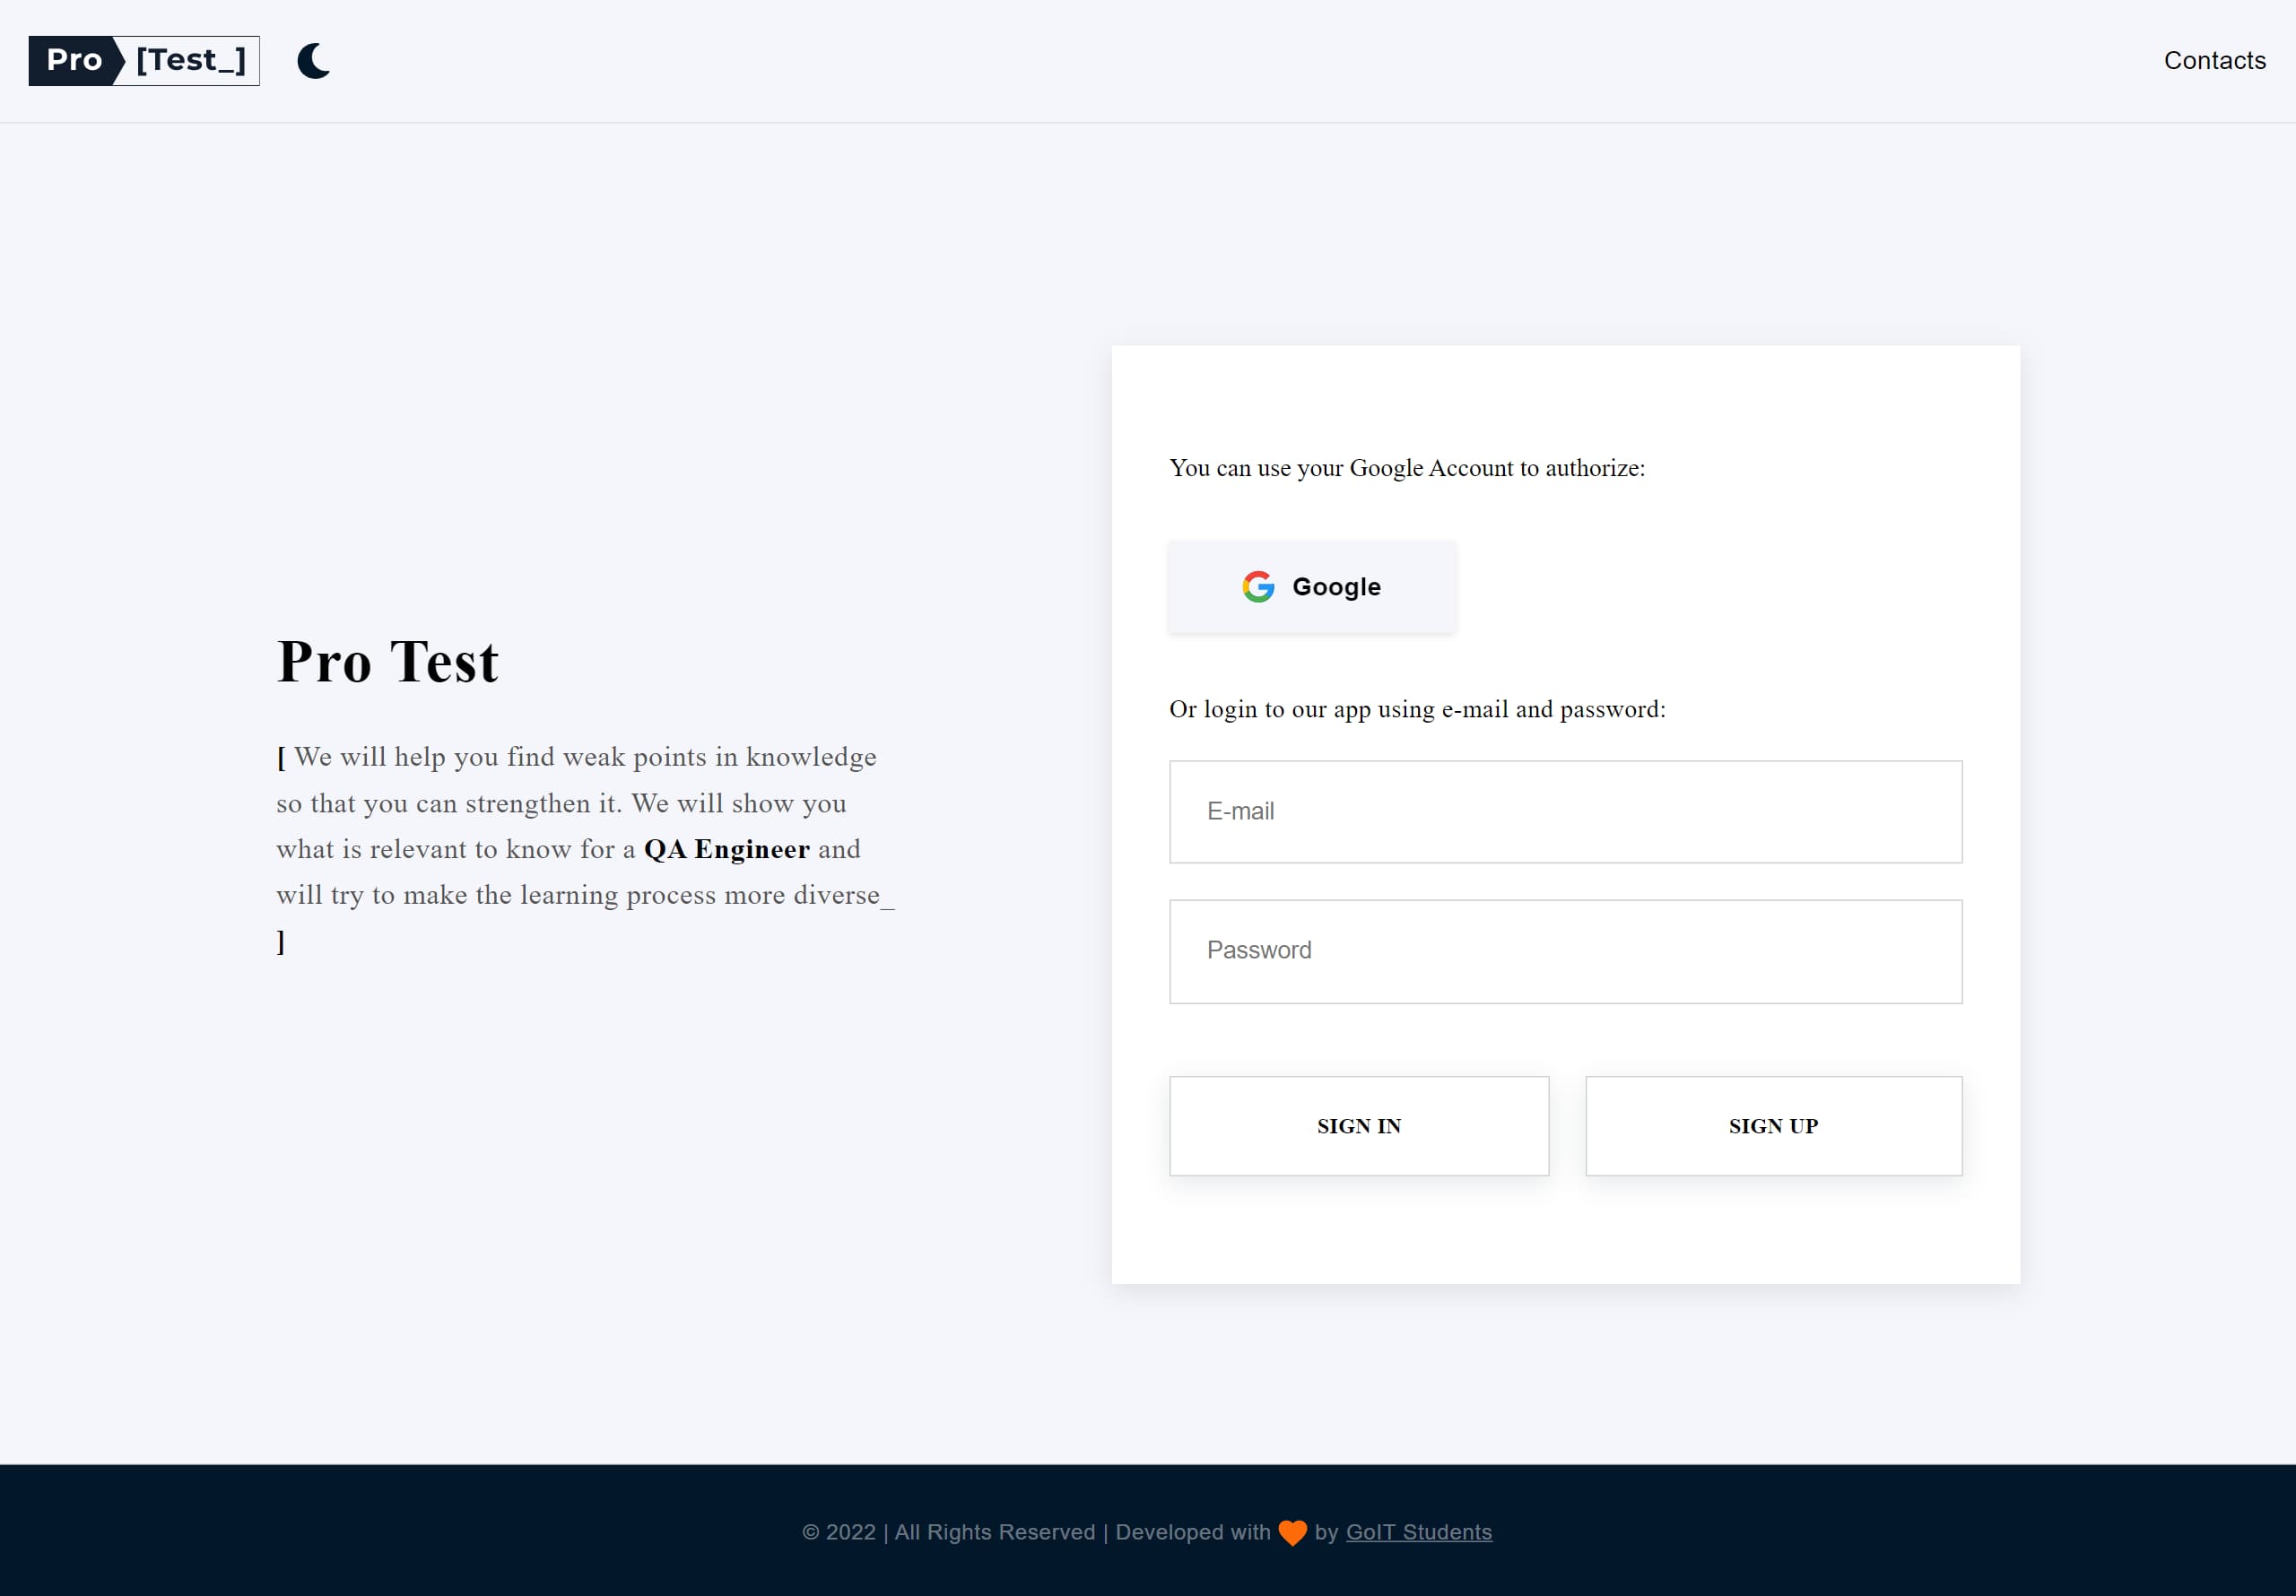 Pro [Test_]
Contacts
You can use your Google Account to authorize:
Google
Pro Test
[ We will help you find weak points in knowledge
so that you can strengthen it. We will show you
what is relevant to know for a QA Engineer and
will try to make the learning process more diverse_
]
Or login to our app using e-mail and password:
E-mail
Password
SIGN IN
SIGN UP
© 2022 | All Rights Reserved | Developed with 🧡 by GoIT Students